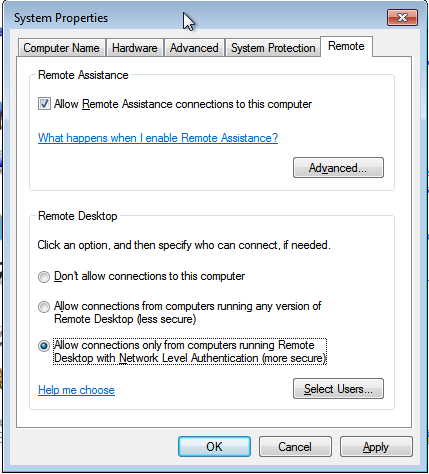 System Properties
Computer Name Hardware Advanced System Protection Remote
Remote Assistance
Allow Remote Assistance connections to this computer
What happens when I enable Remote Assistance?
Advanced...
Remote Desktop
Click an option, and then specify who can connect, if needed.
Don't allow connections to this computer
Allow connections from computers running any version of
Remote Desktop (less secure)
Allow connections only from computers running Remote
Desktop with Network Level Authentication (more secure)
Help me choose
Select Users...
OK Cancel Apply